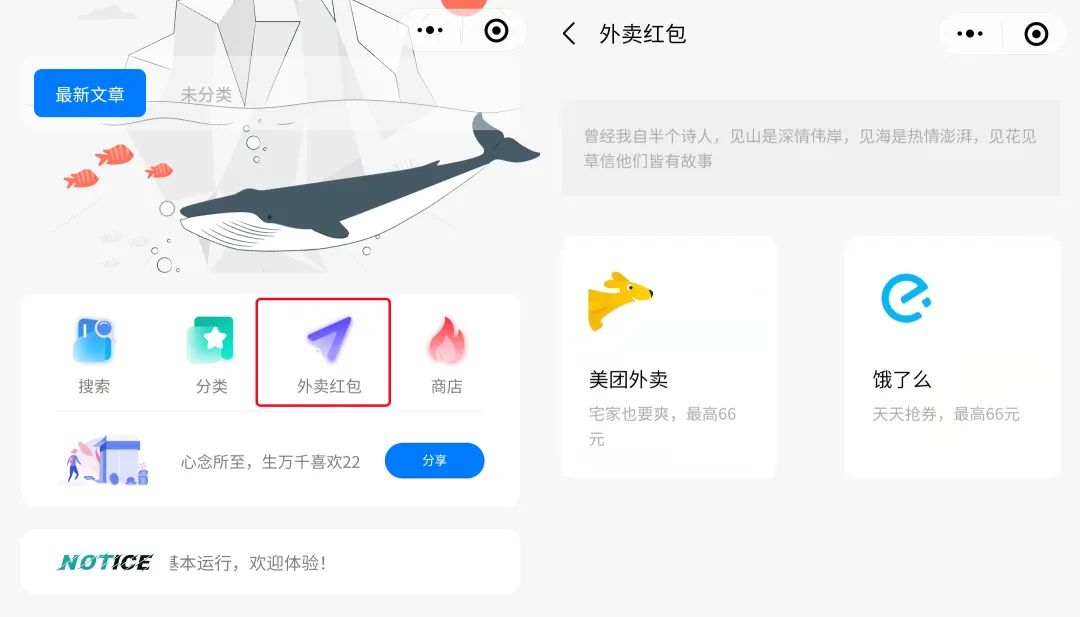 最新文章
未分类
搜索
分类
外卖红包
商店
心念所至，生万千喜欢22
分享
NOTICE
基本运行，欢迎体验！
外卖红包
曾经我自半个诗人，见山是深情伟岸，见海是热情澎湃，见花见
草信他们皆有故事
美团外卖
宅家也要爽，最高66
元
饿了么
天天抢券，最高66元